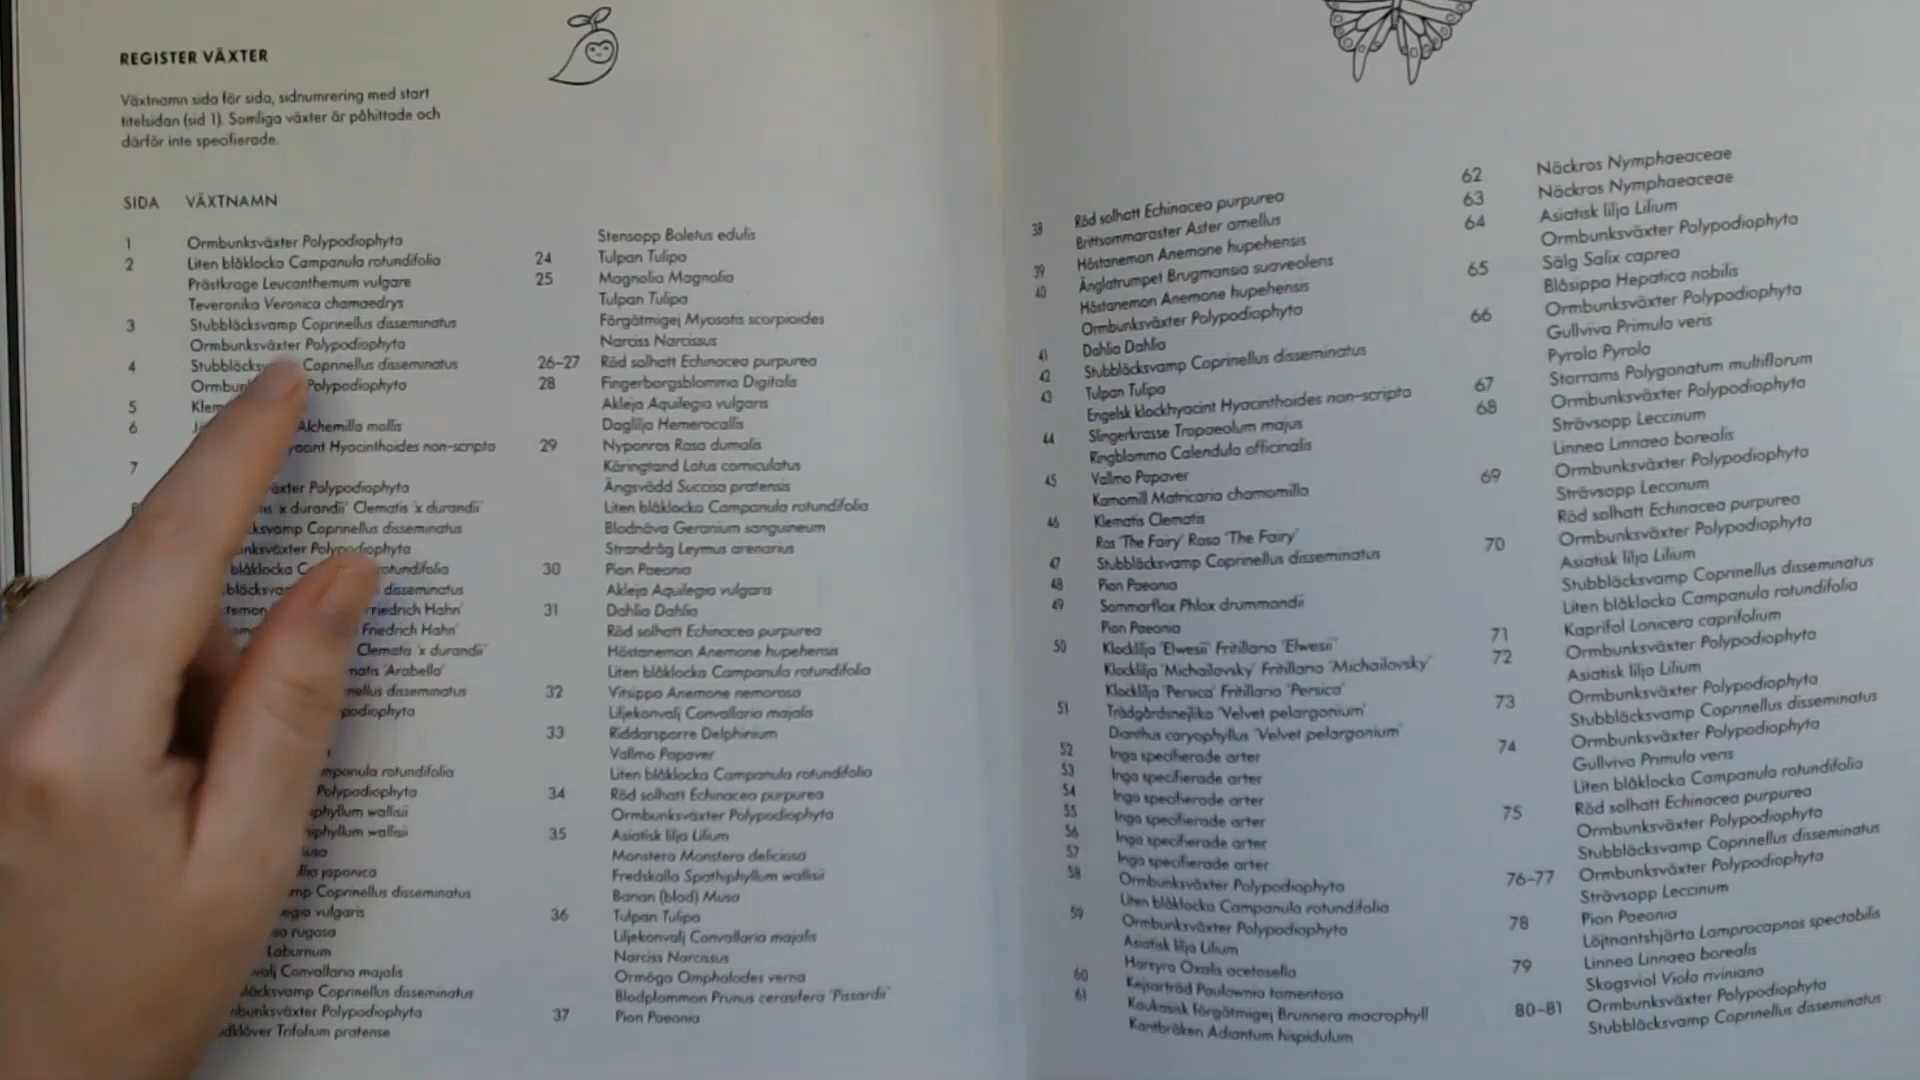 REGISTER VÄXTER
Växtnamn sida för sida, sidnumrering med start
titelsidan (sid 1). Somliga växter är påhittade och
därför inte specifierade.
SIDA VÄXTNAMN
1 Ormbunksväxter Polypodiophyta
2 Liten blåklocka Campanula rotundifolia
Prästkrage Leucanthemum vulgare
Teveronika Veronica chamaedrys
3 Stubbläcksvamp Coprinellus disseminatus
Ormbunksväxter Polypodiophyta
4 Coprinellus disseminatus
Polypodiophyta
5
6 Alchemilla mollis
Hyacinthoides non-scripta
7
Polypodiophyta
'x durandii' Clematis 'x durandii'
Coprinellus disseminatus
Polypodiophyta
blåklocka rotundifolia
disseminatus
Friedrich Hahn'
Friedrich Hahn'
Clematis 'x durandii'
'Arabella'
disseminatus
rotundifolia
Polypodiophyta
wallisii
wallisii
japonica
Coprinellus disseminatus
vulgaris
rugosa
Laburnum
Convallaria majalis
Coprinellus disseminatus
Polypodiophyta
Trifolium pratense
Stensopp Boletus edulis
24 Tulpan Tulipa
25 Magnolia Magnolia
Tulpan Tulipa
Förgätmigej Myosotis scorpioides
Narciss Narcissus
26–27 Röd solhatt Echinacea purpurea
28 Fingerborgsblomma Digitalis
Akleja Aquilegia vulgaris
Daglilja Hemerocallis
29 Nyponros Rosa dumalis
Käringtand Lotus corniculatus
Ängsvädd Succisa pratensis
Liten blåklocka Campanula rotundifolia
Blodnäva Geranium sanguineum
Strandråg Leymus arenarius
30 Pion Paeonia
Akleja Aquilegia vulgaris
31 Dahlia Dahlia
Röd solhatt Echinacea purpurea
Höstanemon Anemone hupehensis
Liten blåklocka Campanula rotundifolia
32 Vitsippa Anemone nemorosa
Liljekonvalj Convallaria majalis
33 Riddarsporre Delphinium
Vallmo Papaver
Liten blåklocka Campanula rotundifolia
34 Röd solhatt Echinacea purpurea
Ormbunksväxter Polypodiophyta
35 Asiatisk lilja Lilium
Monstera Monstera deliciosa
Fredskalla Spathiphyllum wallisii
Banan (blad) Musa
36 Tulpan Tulipa
Liljekonvalj Convallaria majalis
Narciss Narcissus
Ormöga Omphalodes verna
Blodplommon Prunus cerasifera 'Pissardii'
37 Pion Paeonia
38 Röd solhatt Echinacea purpurea
Brittsommaraster Aster amellus
39 Höstanemon Anemone hupehensis
40 Änglatrumpet Brugmansia suaveolens
Höstanemon Anemone hupehensis
Ormbunksväxter Polypodiophyta
41 Dahlia Dahlia
42 Stubbläcksvamp Coprinellus disseminatus
43 Tulpan Tulipa
Engelsk klockhyacint Hyacinthoides non-scripta
44 Slingerkrasse Tropaeolum majus
Ringblomma Calendula officinalis
45 Vallmo Papaver
Kamomill Matricaria chamomilla
46 Klematis Clematis
Ros 'The Fairy' Rosa 'The Fairy'
47 Stubbläcksvamp Coprinellus disseminatus
48 Pion Paeonia
49 Sommarflox Phlox drummondii
Pion Paeonia
50 Klocklilja 'Elwesii' Fritillaria 'Elwesii'
Klocklilja 'Michailovsky' Fritillaria 'Michailovsky'
Klocklilja 'Persica' Fritillaria 'Persica'
51 Trädgårdsnejlika 'Velvet pelargonium'
Dianthus caryophyllus 'Velvet pelargonium'
52 Inga specifierade arter
53 Inga specifierade arter
54 Inga specifierade arter
55 Inga specifierade arter
56 Inga specifierade arter
57 Inga specifierade arter
58 Ormbunksväxter Polypodiophyta
Liten blåklocka Campanula rotundifolia
59 Ormbunksväxter Polypodiophyta
Asiatisk lilja Lilium
Harsyra Oxalis acetosella
60 Kejsarträd Paulownia tomentosa
61 Kaukasisk förgätmigej Brunnera macrophyll
Kantbräken Adiantum hispidulum
62 Näckros Nymphaeaceae
63 Näckros Nymphaeaceae
64 Asiatisk lilja Lilium
Ormbunksväxter Polypodiophyta
65 Sälg Salix caprea
Blåsippa Hepatica nobilis
66 Ormbunksväxter Polypodiophyta
Gullviva Primula veris
Pyrola Pyrola
67 Storrams Polygonatum multiflorum
68 Ormbunksväxter Polypodiophyta
Strävsopp Leccinum
Linnea Linnaea borealis
69 Ormbunksväxter Polypodiophyta
Strävsopp Leccinum
Röd solhatt Echinacea purpurea
70 Ormbunksväxter Polypodiophyta
Asiatisk lilja Lilium
Stubbläcksvamp Coprinellus disseminatus
Liten blåklocka Campanula rotundifolia
71 Kaprifol Lonicera caprifolium
72 Ormbunksväxter Polypodiophyta
Asiatisk lilja Lilium
73 Ormbunksväxter Polypodiophyta
Stubbläcksvamp Coprinellus disseminatus
74 Ormbunksväxter Polypodiophyta
Gullviva Primula veris
Liten blåklocka Campanula rotundifolia
75 Röd solhatt Echinacea purpurea
Ormbunksväxter Polypodiophyta
Stubbläcksvamp Coprinellus disseminatus
76–77 Ormbunksväxter Polypodiophyta
Strävsopp Leccinum
78 Pion Paeonia
Löjtnantshjärta Lamprocapnos spectabilis
79 Linnea Linnaea borealis
Skogsviol Viola riviniana
80–81 Ormbunksväxter Polypodiophyta
Stubbläcksvamp Coprinellus disseminatus